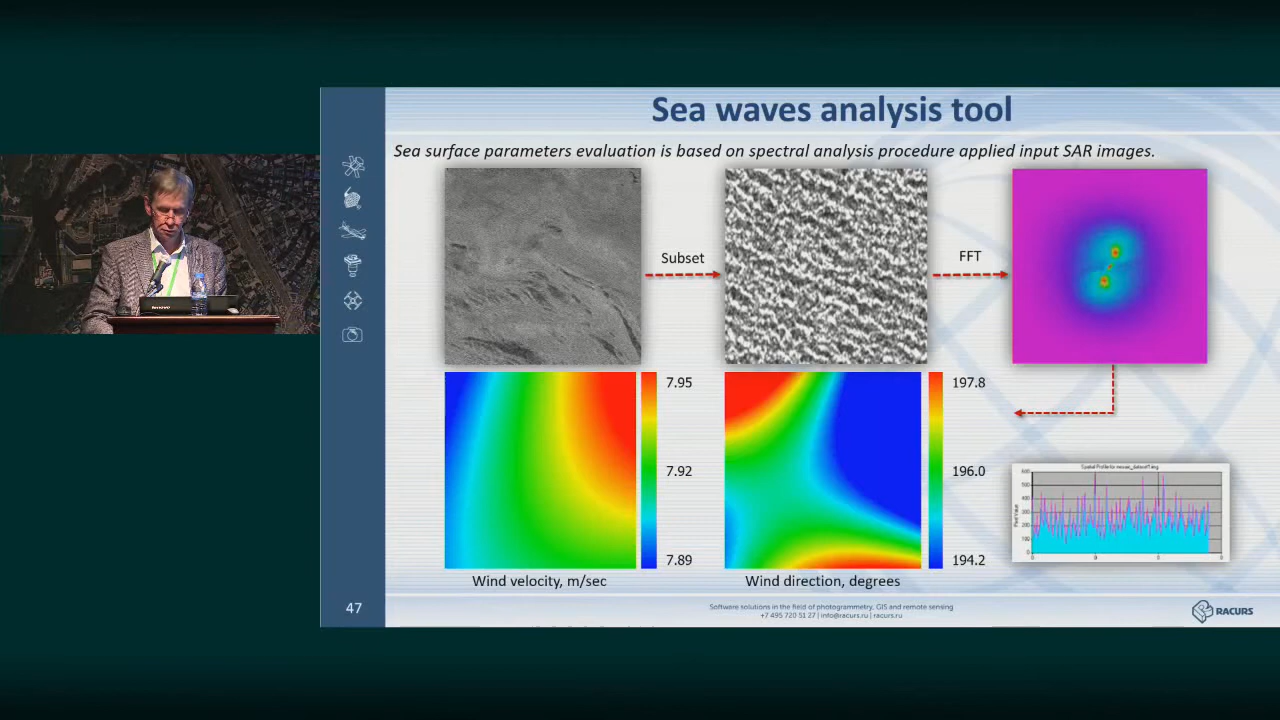 Sea waves analysis tool
Sea surface parameters evaluation is based on spectral analysis procedure applied input SAR images.
Subset
FFT
7.95
7.92
7.89
Wind velocity, m/sec
197.8
196.0
194.2
Wind direction, degrees
47
Software solutions in the field of photogrammetry, GIS and remote sensing
+7 495 720 51 27 | info@racurs.ru | racurs.ru
RACURS
lenovo